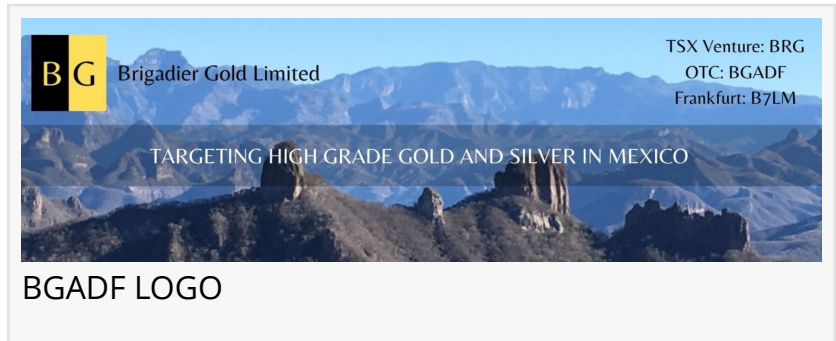 B G
Brigadier Gold Limited
TSX Venture: BRG
OTC: BGADF
Frankfurt: B7LM
TARGETING HIGH GRADE GOLD AND SILVER IN MEXICO
BGADF LOGO